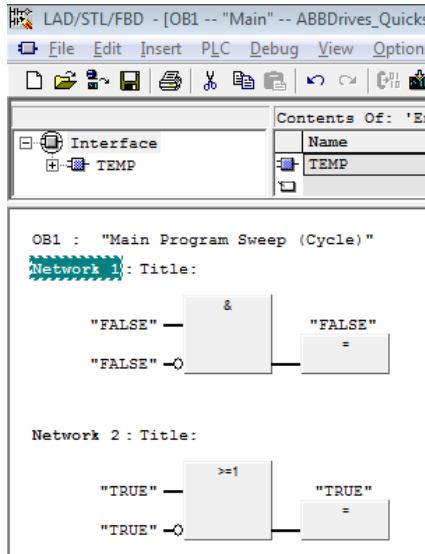 LAD/STL/FBD - [OB1 -- "Main" -- ABBDrives_Quicks
File Edit Insert PLC Debug View Option
Contents Of: 'E
Interface
Name
TEMP
TEMP
OB1 : "Main Program Sweep (Cycle)"
Network 1: Title:
&
"FALSE"
"FALSE"
=
"FALSE"
Network 2 : Title:
>=1
"TRUE"
"TRUE"
=
"TRUE"